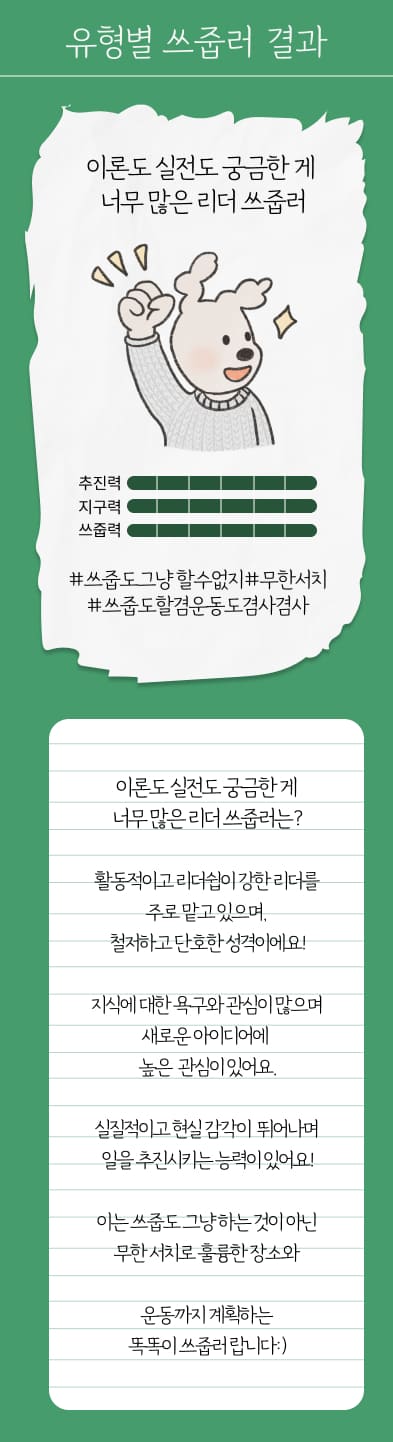 유형별 쓰줍러 결과
이론도 실전도 궁금한 게
너무 많은 리더 쓰줍러
추진력
지구력
쓰줍력
#쓰줍도그냥 할수없지#무한서치
#쓰줍도할겸운동도겸사겸사
이론도 실전도 궁금한 게
너무 많은 리더 쓰줍러는?
활동적이고 리더쉽이 강한 리더를
주로 맡고 있으며,
철저하고 단호한 성격이에요!
지식에 대한 욕구와 관심이 많으며
새로운 아이디어에
높은 관심이 있어요.
실질적이고 현실 감각이 뛰어나며
일을 추진시키는 능력이 있어요!
이는 쓰줍도 그냥 하는 것이 아닌
무한 서치로 훌륭한 장소와
운동까지 계획하는
똑똑이 쓰줍러 랍니다:)